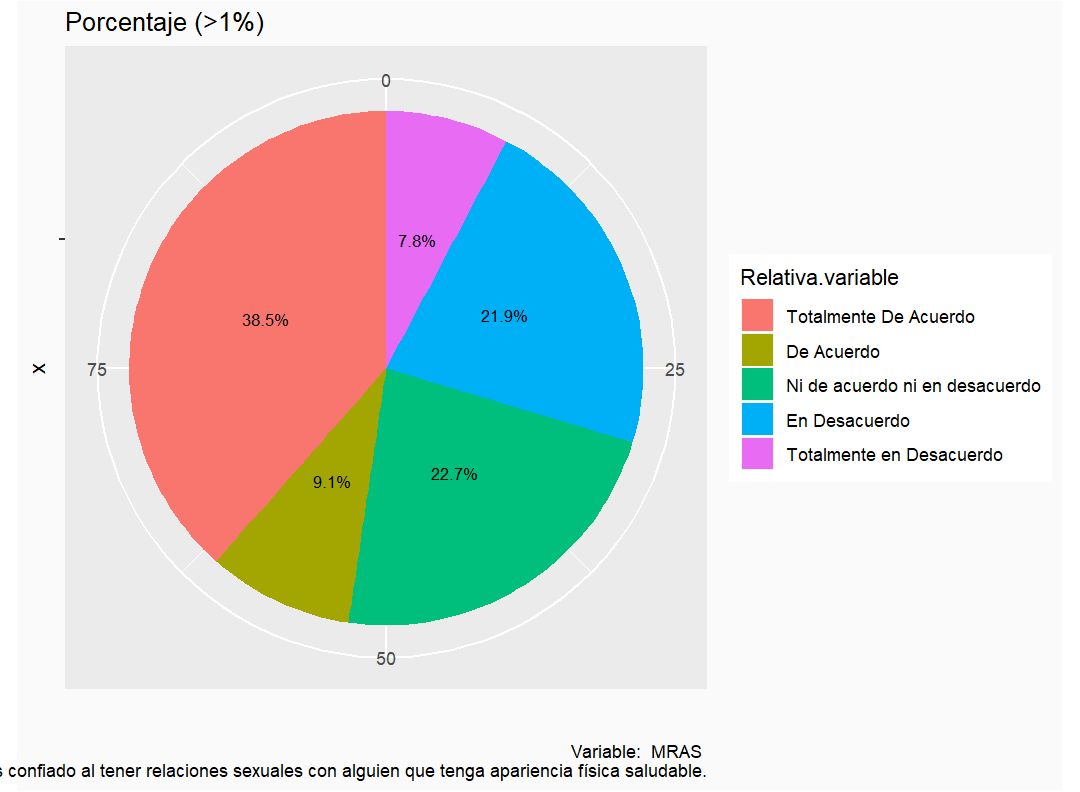 Porcentaje (>1%)
0
7.8%
21.9%
38.5%
x
75
25
22.7%
9.1%
50
Relativa.variable
Totalmente De Acuerdo
De Acuerdo
Ni de acuerdo ni en desacuerdo
En Desacuerdo
Totalmente en Desacuerdo
Variable: MRAS
confiado al tener relaciones sexuales con alguien que tenga apariencia física saludable.